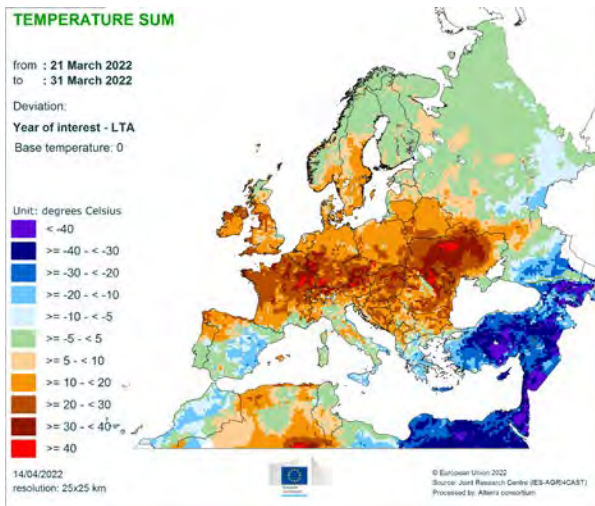 TEMPERATURE SUM
from : 21 March 2022
to : 31 March 2022
Deviation:
Year of interest - LTA
Base temperature: 0
Unit: degrees Celsius
< -40
>= -40 - < -30
>= -30 - < -20
>= -20 - < -10
>= -10 - < -5
>= -5 - < 5
>= 5 - < 10
>= 10 - < 20
>= 20 - < 30
>= 30 - < 40
>= 40
14/04/2022
resolution: 25x25 km
European
Commission
© European Union 2022
Source: Joint Research Centre (IES-AGRI4CAST)
Processed by: Alterra consortium